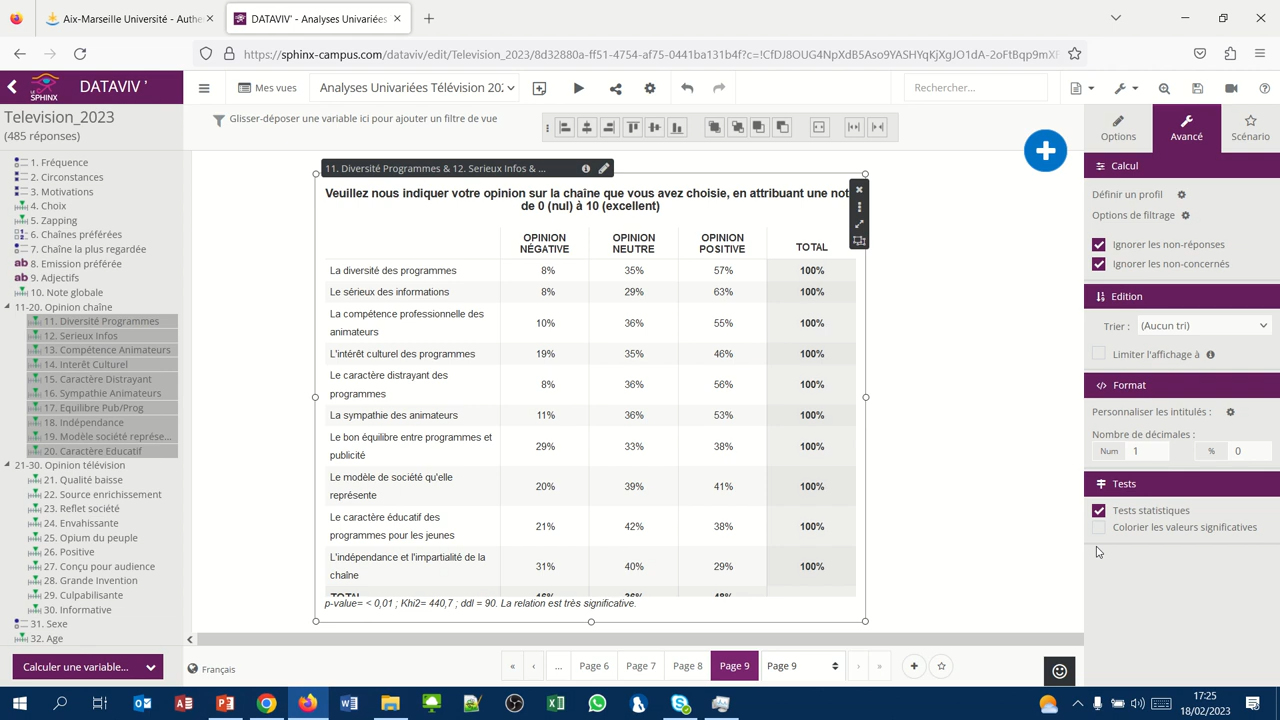 Aix-Marseille Université - Authe
DATAVIV' - Analyses Univariées
sphinx-campus.com/dataviv/edit/Television_2023/
LE SPHINX
DATAVIV '
Mes vues
Analyses Univariées Télévision 202
Rechercher...
Television_2023
(485 réponses)
Glisser-déposer une variable ici pour ajouter un filtre de vue
1. Fréquence
2. Circonstances
3. Motivations
4. Choix
5. Zapping
6. Chaînes préférées
7. Chaîne la plus regardée
ab 8. Emission préférée
ab 9. Adjectifs
10. Note globale
11-20. Opinion chaîne
11. Diversité Programmes
12. Serieux Infos
13. Compétence Animateurs
14. Interêt Culturel
15. Caractère Distrayant
16. Sympathie Animateurs
17. Equilibre Pub/Prog
18. Indépendance
19. Modèle société représe...
20. Caractère Educatif
21-30. Opinion télévision
21. Qualité baisse
22. Source enrichissement
23. Reflet société
24. Envahissante
25. Opium du peuple
26. Positive
27. Conçu pour audience
28. Grande Invention
29. Culpabilisante
30. Informative
31. Sexe
32. Age
Calculer une variable...
11. Diversité Programmes & 12. Serieux Infos & ...
Veuillez nous indiquer votre opinion sur la chaîne que vous avez choisie, en attribuant une not
de 0 (nul) à 10 (excellent)
OPINION NÉGATIVE OPINION NEUTRE OPINION POSITIVE TOTAL
La diversité des programmes 8% 35% 57% 100%
Le sérieux des informations 8% 29% 63% 100%
La compétence professionnelle des
animateurs 10% 36% 55% 100%
L'intérêt culturel des programmes 19% 35% 46% 100%
Le caractère distrayant des
programmes 8% 36% 56% 100%
La sympathie des animateurs 11% 36% 53% 100%
Le bon équilibre entre programmes et
publicité 29% 33% 38% 100%
Le modèle de société qu'elle
représente 20% 39% 41% 100%
Le caractère éducatif des
programmes pour les jeunes 21% 42% 38% 100%
L'indépendance et l'impartialité de la
chaîne 31% 40% 29% 100%
p-value= < 0,01 ; Khi2= 440,7 ; ddl = 90. La relation est très significative.
Options
Avancé
Scénario
Calcul
Définir un profil
Options de filtrage
Ignorer les non-réponses
Ignorer les non-concernés
Edition
Trier : (Aucun tri)
Limiter l'affichage à
Format
Personnaliser les intitulés :
Nombre de décimales :
Num 1 % 0
Tests
Tests statistiques
Colorier les valeurs significatives
Français
« ‹ ... Page 6 Page 7 Page 8 Page 9 Page 9 › »
17:25
18/02/2023